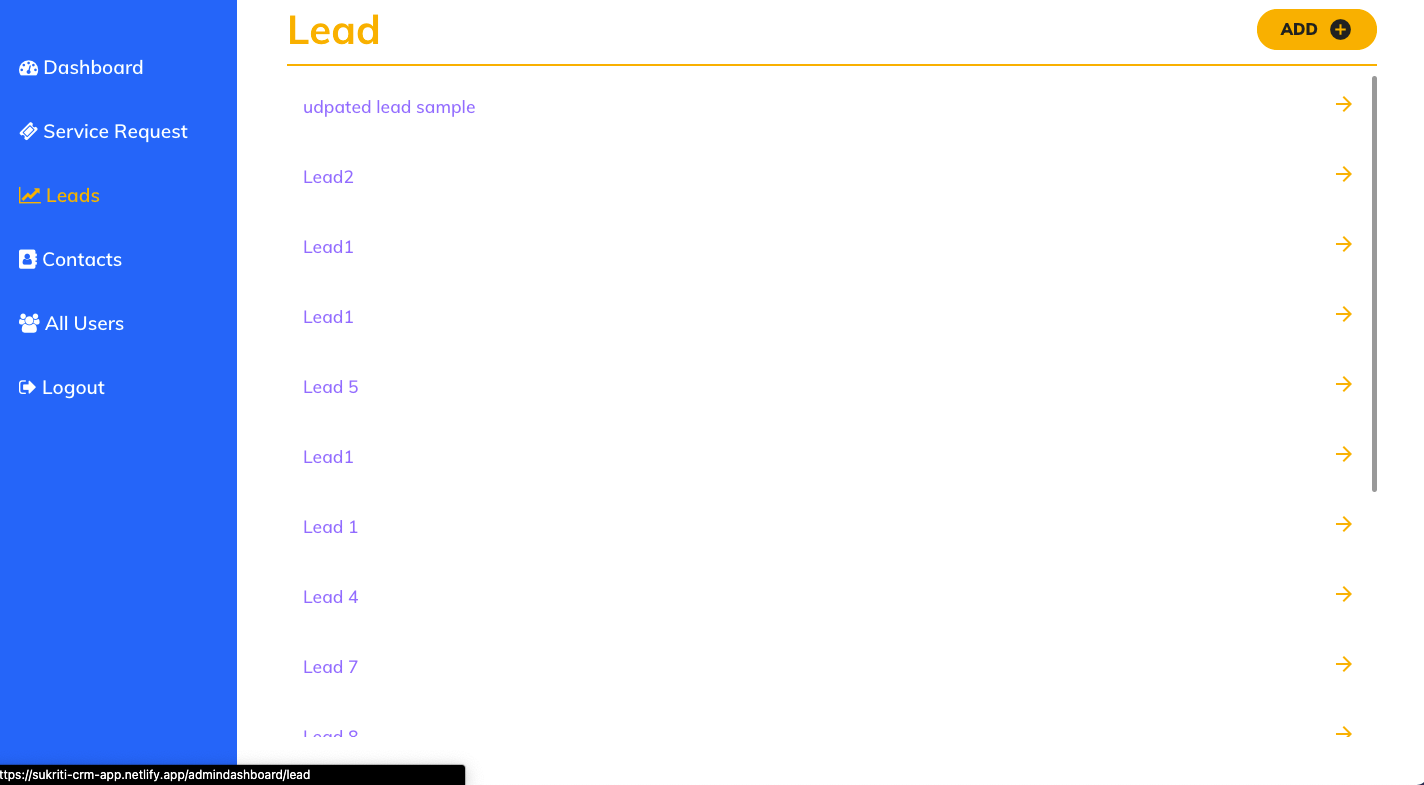 Lead
ADD
Dashboard
Service Request
Leads
Contacts
All Users
Logout
udpated lead sample
Lead2
Lead1
Lead1
Lead 5
Lead1
Lead 1
Lead 4
Lead 7
Lead 8
ttps://sukriti-crm-app.netlify.app/admindashboard/lead